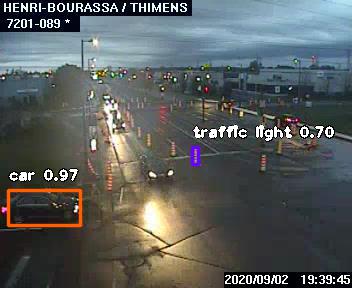 HENRI-BOURASSA / THIMENS
7201-089 *
traffic light 0.70
car 0.97
2020/09/02 19:39:45